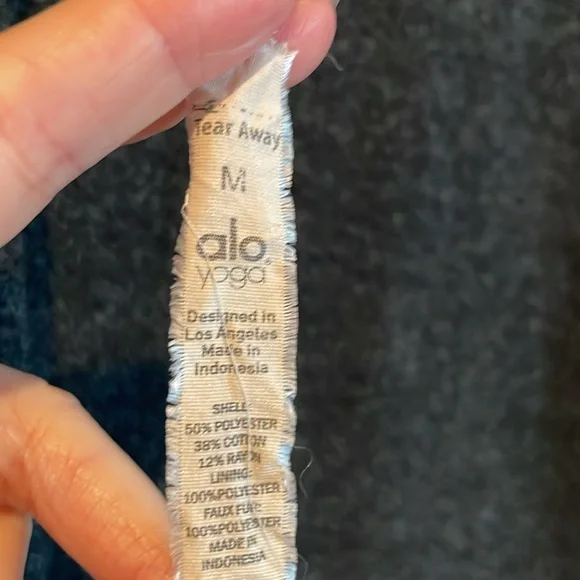 Tear Away
M
alo
yoga
Designed in
Los Angeles
Made in
Indonesia
SHELL
50% POLYESTER
38% COTTON
12% RAYON
LINING
100%POLYESTER
FAUX FUR:
100%POLYESTER
MADE IN
INDONESIA